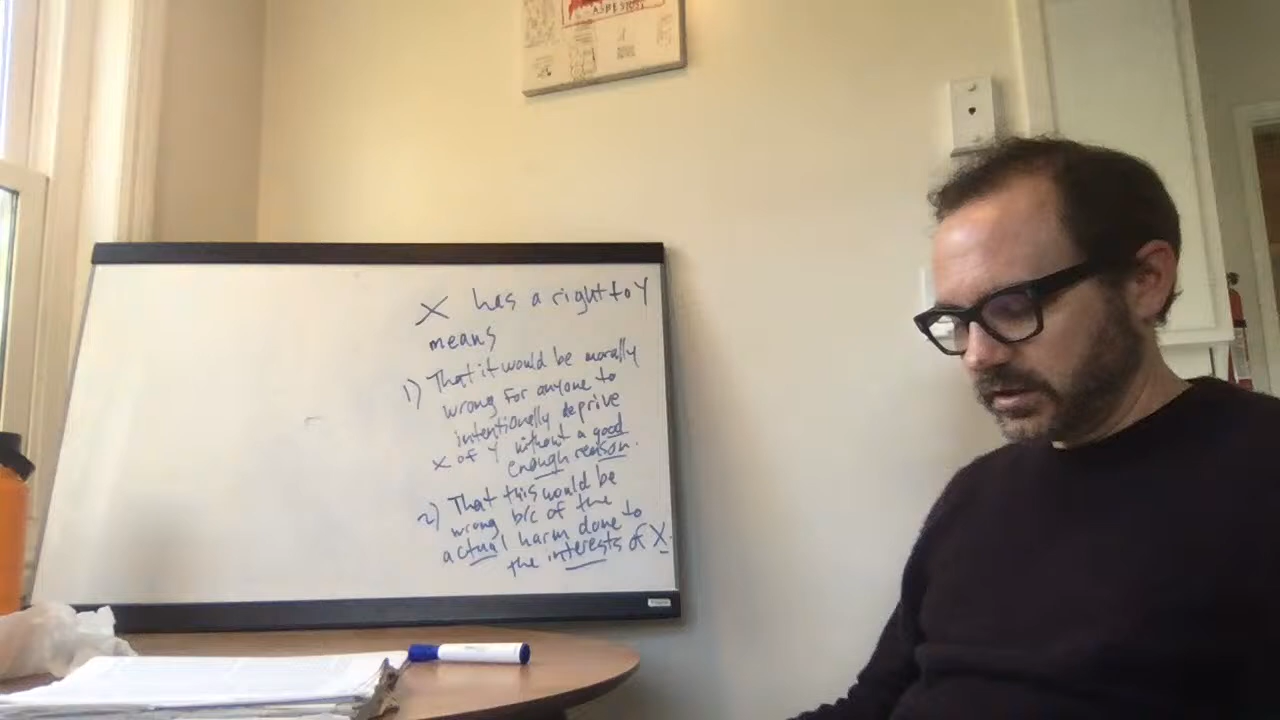 ASBESTOS
X has a right to Y
means
1) That it would be morally
wrong for anyone to
intentionally deprive
X of Y without a good
enough reason.
2) That this would be
wrong b/c of the
actual harm done to
the interests of X.